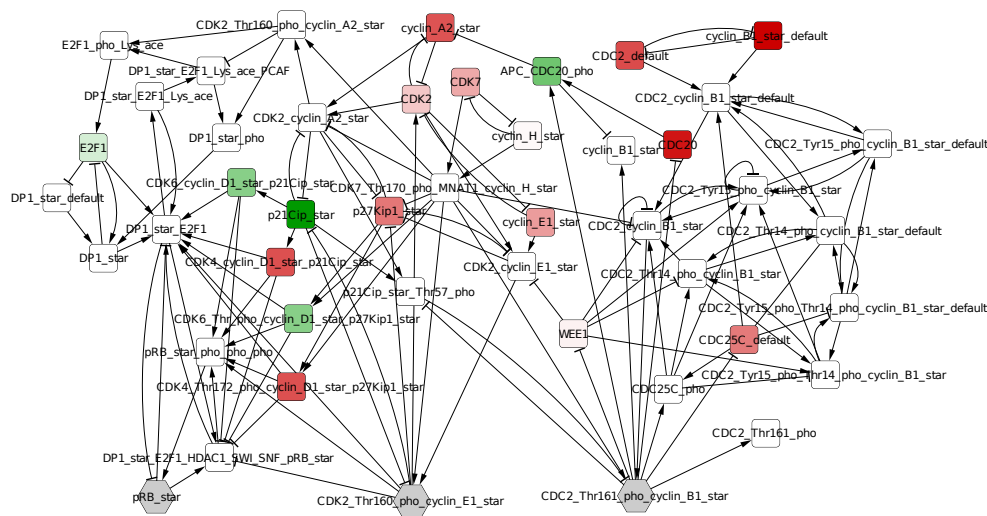 CDK2_Thr160_pho_cyclin_A2_star
cyclin_A2_star
cyclin_B1_star_default
E2F1_pho_Lys_ace
CDC2_default
DP1_star_E2F1_Lys_ace_PCAF
APC_CDC20_pho
CDK7
DP1_star_E2F1_Lys_ace
CDK2
CDC2_cyclin_B1_star_default
CDK2_cyclin_A2_star
cyclin_H_star
DP1_star_pho
CDC2_Tyr15_pho_cyclin_B1_star_default
E2F1
cyclin_B1_star
CDC20
CDK6_cyclin_D1_star_p21Cip_star
CDK7_Thr170_pho_MNAT1_cyclin_H_star
CDC2_Tyr15_pho_cyclin_B1_star
DP1_star_default
p21Cip_star
p27Kip1_star
cyclin_E1_star
CDC2_cyclin_B1_star
DP1_star_E2F1
CDC2_Thr14_pho_cyclin_B1_star_default
DP1_star
CDK4_cyclin_D1_star_p21Cip_star
CDK2_cyclin_E1_star
CDC2_Thr14_pho_cyclin_B1_star
p21Cip_star_Thr57_pho
CDC2_Tyr15_pho_Thr14_pho_cyclin_B1_star_default
CDK6_Thr_pho_cyclin_D1_star_p27Kip1_star
WEE1
CDC25C_default
pRB_star_pho_pho_pho
CDC2_Tyr15_pho_Thr14_pho_cyclin_B1_star
CDK4_Thr172_pho_cyclin_D1_star_p27Kip1_star
CDC25C_pho
CDC2_Thr161_pho
DP1_star_E2F1_HDAC1_SWI_SNF_pRB_star
pRB_star
CDK2_Thr160_pho_cyclin_E1_star
CDC2_Thr161_pho_cyclin_B1_star